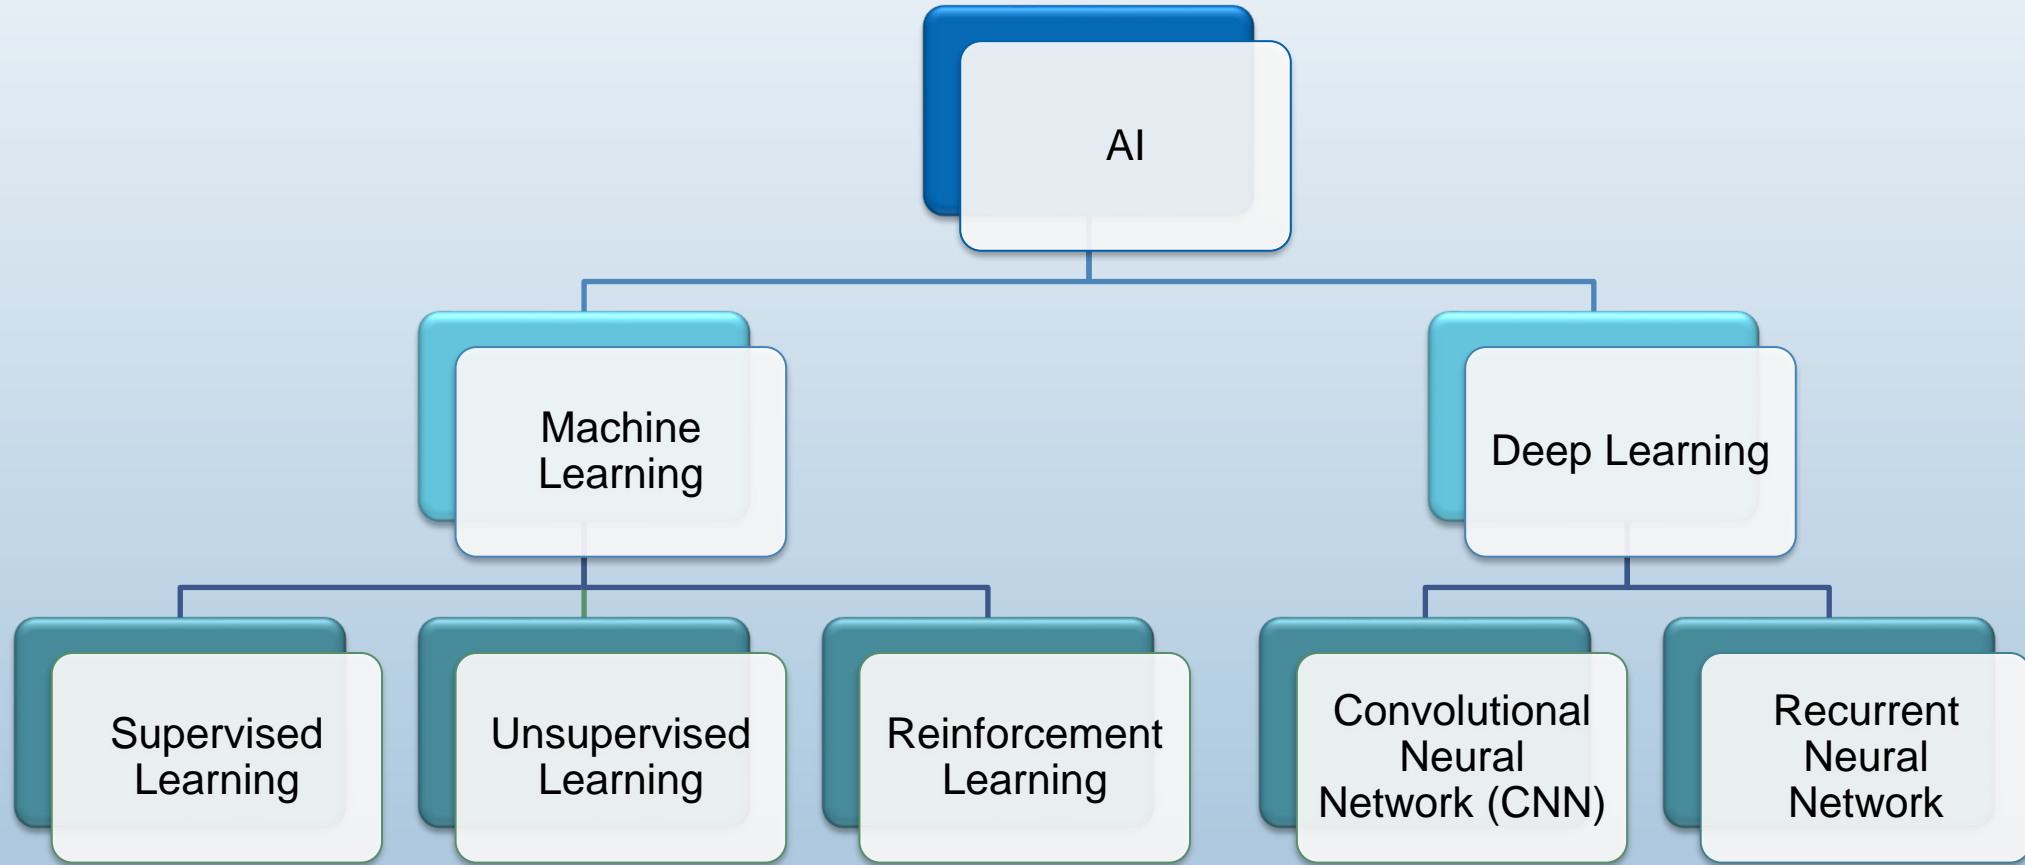 AI
Machine
Learning
Deep Learning
Supervised
Learning
Unsupervised
Learning
Reinforcement
Learning
Convolutional
Neural
Network (CNN)
Recurrent
Neural
Network